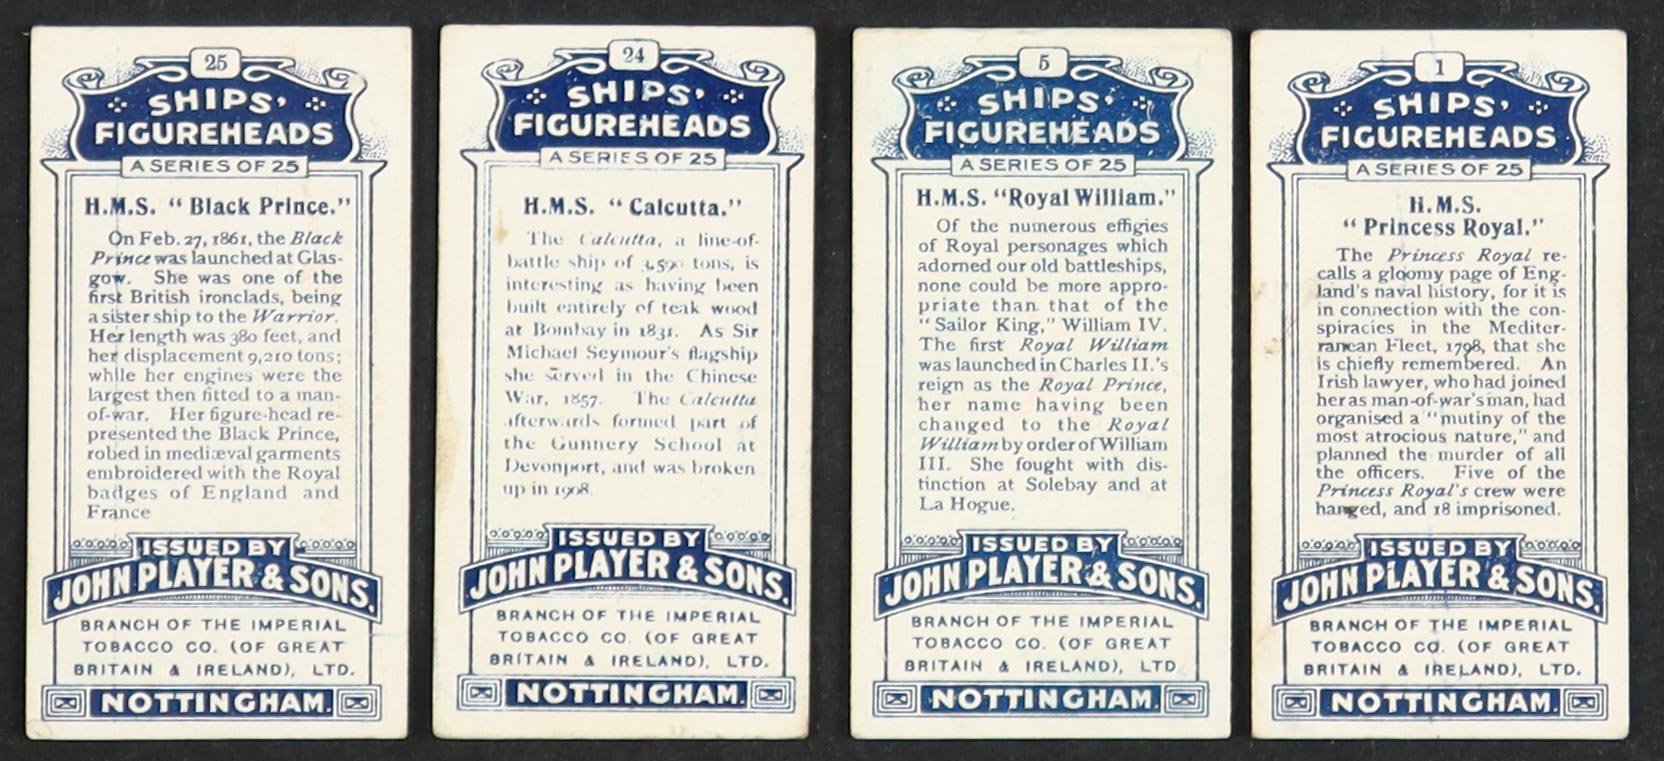 25
SHIPS'
FIGUREHEADS
A SERIES OF 25
H.M.S. "Black Prince."
On Feb. 27, 1861, the Black
Prince was launched at Glas-
gow. She was one of the
first British ironclads, being
a sister ship to the Warrior.
Her length was 380 feet, and
her displacement 9,210 tons;
while her engines were the
largest then fitted to a man-
of-war. Her figure-head re-
presented the Black Prince,
robed in mediæval garments
embroidered with the Royal
badges of England and
France
ISSUED BY
JOHN PLAYER & SONS.
BRANCH OF THE IMPERIAL
TOBACCO CO. (OF GREAT
BRITAIN & IRELAND), LTD.
NOTTINGHAM.
24
SHIPS'
FIGUREHEADS
A SERIES OF 25
H.M.S. "Calcutta."
The Calcutta, a line-of-
battle ship of 3,590 tons, is
interesting as having been
built entirely of teak wood
at Bombay in 1831. As Sir
Michael Seymour's flagship
she served in the Chinese
War, 1857. The Calcutta
afterwards formed part of
the Gunnery School at
Devonport, and was broken
up in 1908.
ISSUED BY
JOHN PLAYER & SONS.
BRANCH OF THE IMPERIAL
TOBACCO CO. (OF GREAT
BRITAIN & IRELAND), LTD.
NOTTINGHAM.
5
SHIPS'
FIGUREHEADS
A SERIES OF 25
H.M.S. "Royal William."
Of the numerous effigies
of Royal personages which
adorned our old battleships,
none could be more appro-
priate than that of the
"Sailor King," William IV.
The first Royal William
was launched in Charles II.'s
reign as the Royal Prince,
her name having been
changed to the Royal
William by order of William
III. She fought with dis-
tinction at Solebay and at
La Hogue.
ISSUED BY
JOHN PLAYER & SONS.
BRANCH OF THE IMPERIAL
TOBACCO CO. (OF GREAT
BRITAIN & IRELAND), LTD
NOTTINGHAM.
1
SHIPS'
FIGUREHEADS
A SERIES OF 25
H.M.S.
"Princess Royal."
The Princess Royal re-
calls a gloomy page of Eng-
land's naval history, for it is
in connection with the con-
spiracies in the Mediter-
ranean Fleet, 1798, that she
is chiefly remembered. An
Irish lawyer, who had joined
her as man-of-war's man, had
organised a "mutiny of the
most atrocious nature," and
planned the murder of all
the officers. Five of the
Princess Royal's crew were
hanged, and 18 imprisoned.
ISSUED BY
JOHN PLAYER & SONS.
BRANCH OF THE IMPERIAL
TOBACCO CO. (OF GREAT
BRITAIN & IRELAND), LTD.
NOTTINGHAM.